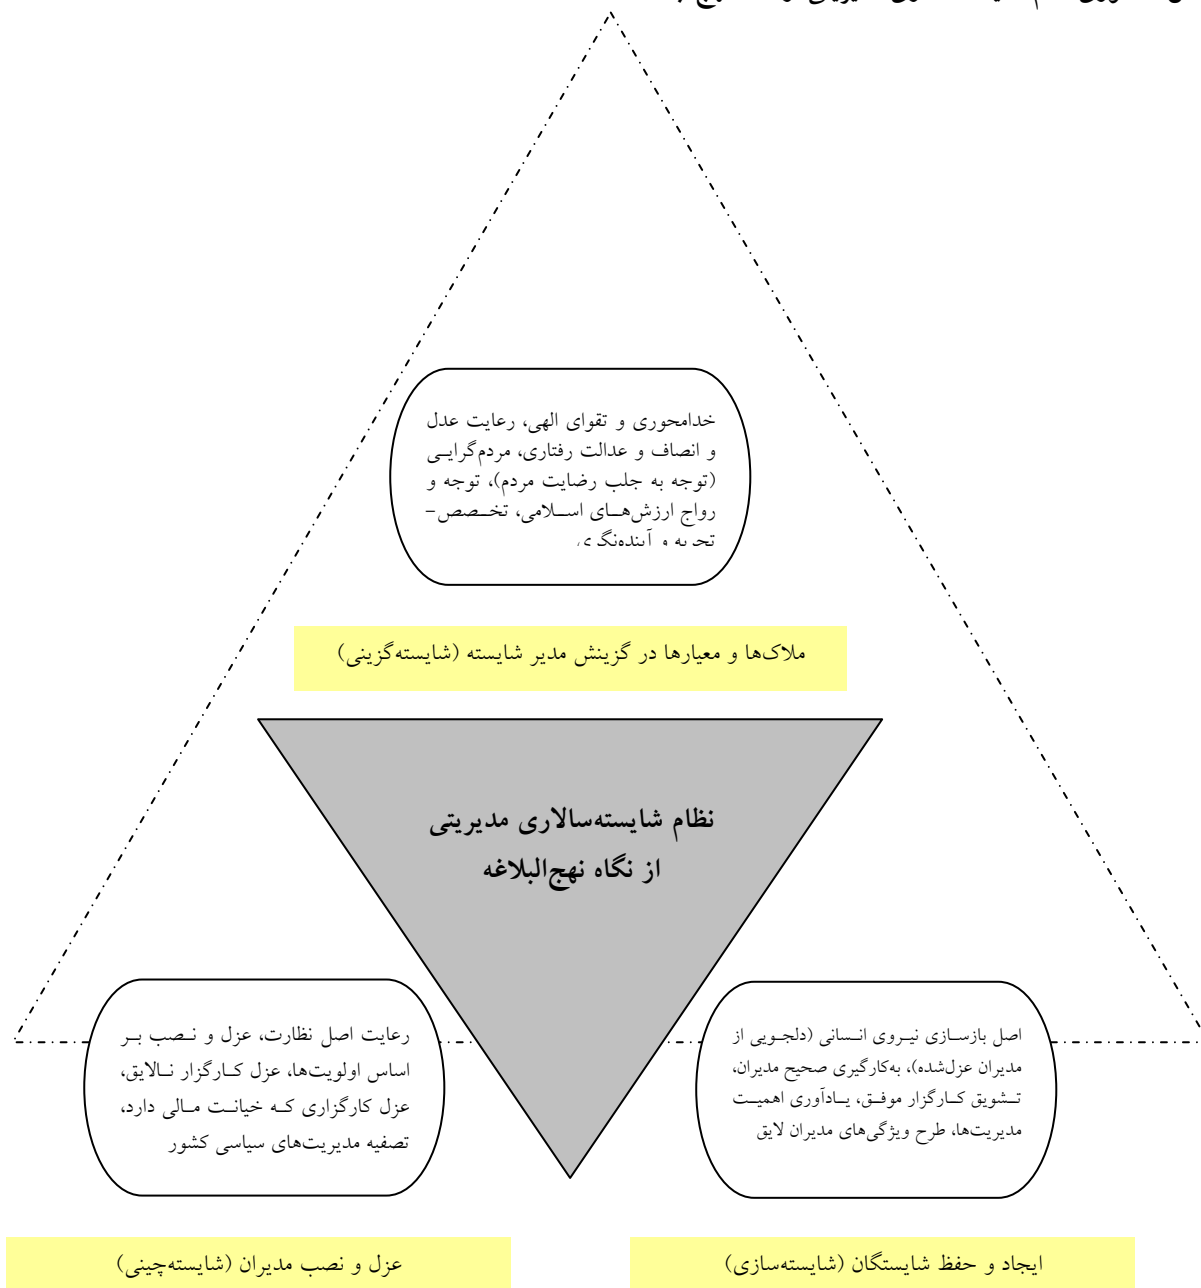 خدامحوری و تقوای الهی، رعایت عدل
و انصاف و عدالت رفتاری، مردم‌گرایی
(توجه به جلب رضایت مردم)، توجه و
رواج ارزش‌های اسلامی، تخصص-
تجربه و آینده‌نگری
ملاک‌ها و معیارها در گزینش مدیر شایسته (شایسته‌گزینی)
نظام شایسته‌سالاری مدیریتی
از نگاه نهج‌البلاغه
اصل بازسازی نیروی انسانی (دلجویی از
مدیران عزل‌شده)، به‌کارگیری صحیح مدیران،
تشویق کارگزار موفق، یادآوری اهمیت
مدیریت‌ها، طرح ویژگی‌های مدیران لایق
رعایت اصل نظارت، عزل و نصب بر
اساس اولویت‌ها، عزل کارگزار نالایق،
عزل کارگزاری که خیانت مالی دارد،
تصفیه مدیریت‌های سیاسی کشور
ایجاد و حفظ شایستگان (شایسته‌سازی)
عزل و نصب مدیران (شایسته‌چینی)